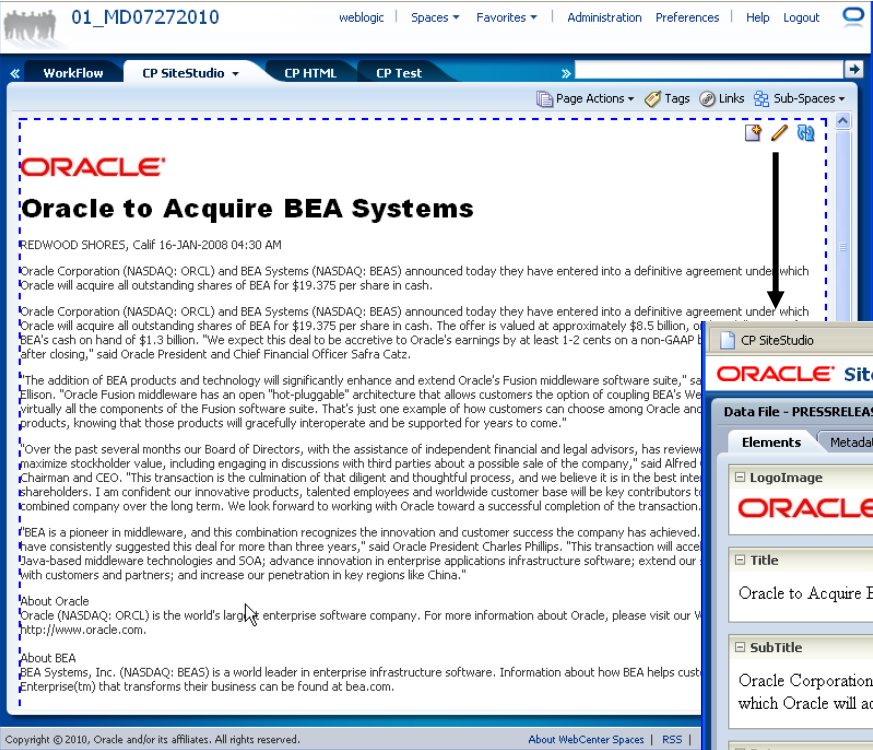 01_MD07272010
weblogic | Spaces | Favorites | Administration Preferences | Help Logout
WorkFlow CP SiteStudio CP HTML CP Test
Page Actions Tags Links Sub-Spaces
ORACLE
Oracle to Acquire BEA Systems
REDWOOD SHORES, Calif 16-JAN-2008 04:30 AM
Oracle Corporation (NASDAQ: ORCL) and BEA Systems (NASDAQ: BEAS) announced today they have entered into a definitive agreement under which
Oracle will acquire all outstanding shares of BEA for $19.375 per share in cash.
Oracle Corporation (NASDAQ: ORCL) and BEA Systems (NASDAQ: BEAS) announced today they have entered into a definitive agreement under which
Oracle will acquire all outstanding shares of BEA for $19.375 per share in cash. The offer is valued at approximately $8.5 billion,
BEA's cash on hand of $1.3 billion. "We expect this deal to be accretive to Oracle's earnings by at least 1-2 cents on a non-GAAP
after closing," said Oracle President and Chief Financial Officer Safra Catz.
"The addition of BEA products and technology will significantly enhance and extend Oracle's Fusion middleware software suite,"
Ellison. "Oracle Fusion middleware has an open "hot-pluggable" architecture that allows customers the option of coupling BEA's
virtually all the components of the Fusion software suite. That's just one example of how customers can choose among Oracle and
products, knowing that those products will gracefully interoperate and be supported for years to come."
"Over the past several months our Board of Directors, with the assistance of independent financial and legal advisors, has
maximize stockholder value, including engaging in discussions with third parties about a possible sale of the company," said Alfred
Chairman and CEO. "This transaction is the culmination of that diligent and thoughtful process, and we believe it is in the best
shareholders. I am confident our innovative products, talented employees and worldwide customer base will be key contributors
combined company over the long term. We look forward to working with Oracle toward a successful completion of the transaction.
"BEA is a pioneer in middleware, and this combination recognizes the innovation and customer success the company has achieved.
have consistently suggested this deal for more than three years," said Oracle President Charles Phillips. "This transaction will
Java-based middleware technologies and SOA; advance innovation in enterprise applications infrastructure software; extend our
with customers and partners; and increase our penetration in key regions like China."
About Oracle
Oracle (NASDAQ: ORCL) is the world's largest enterprise software company. For more information about Oracle, please visit our
http://www.oracle.com.
About BEA
BEA Systems, Inc. (NASDAQ: BEAS) is a world leader in enterprise infrastructure software. Information about how BEA helps
Enterprise(tm) that transforms their business can be found at bea.com.
CP SiteStudio
ORACLE
Data File -
Elements
LogoImage
ORACLE
Title
Oracle to Acquire
SubTitle
Oracle Corporation
which Oracle will
Copyright © 2010, Oracle and/or its affiliates. All rights reserved.
About WebCenter Spaces | RSS |